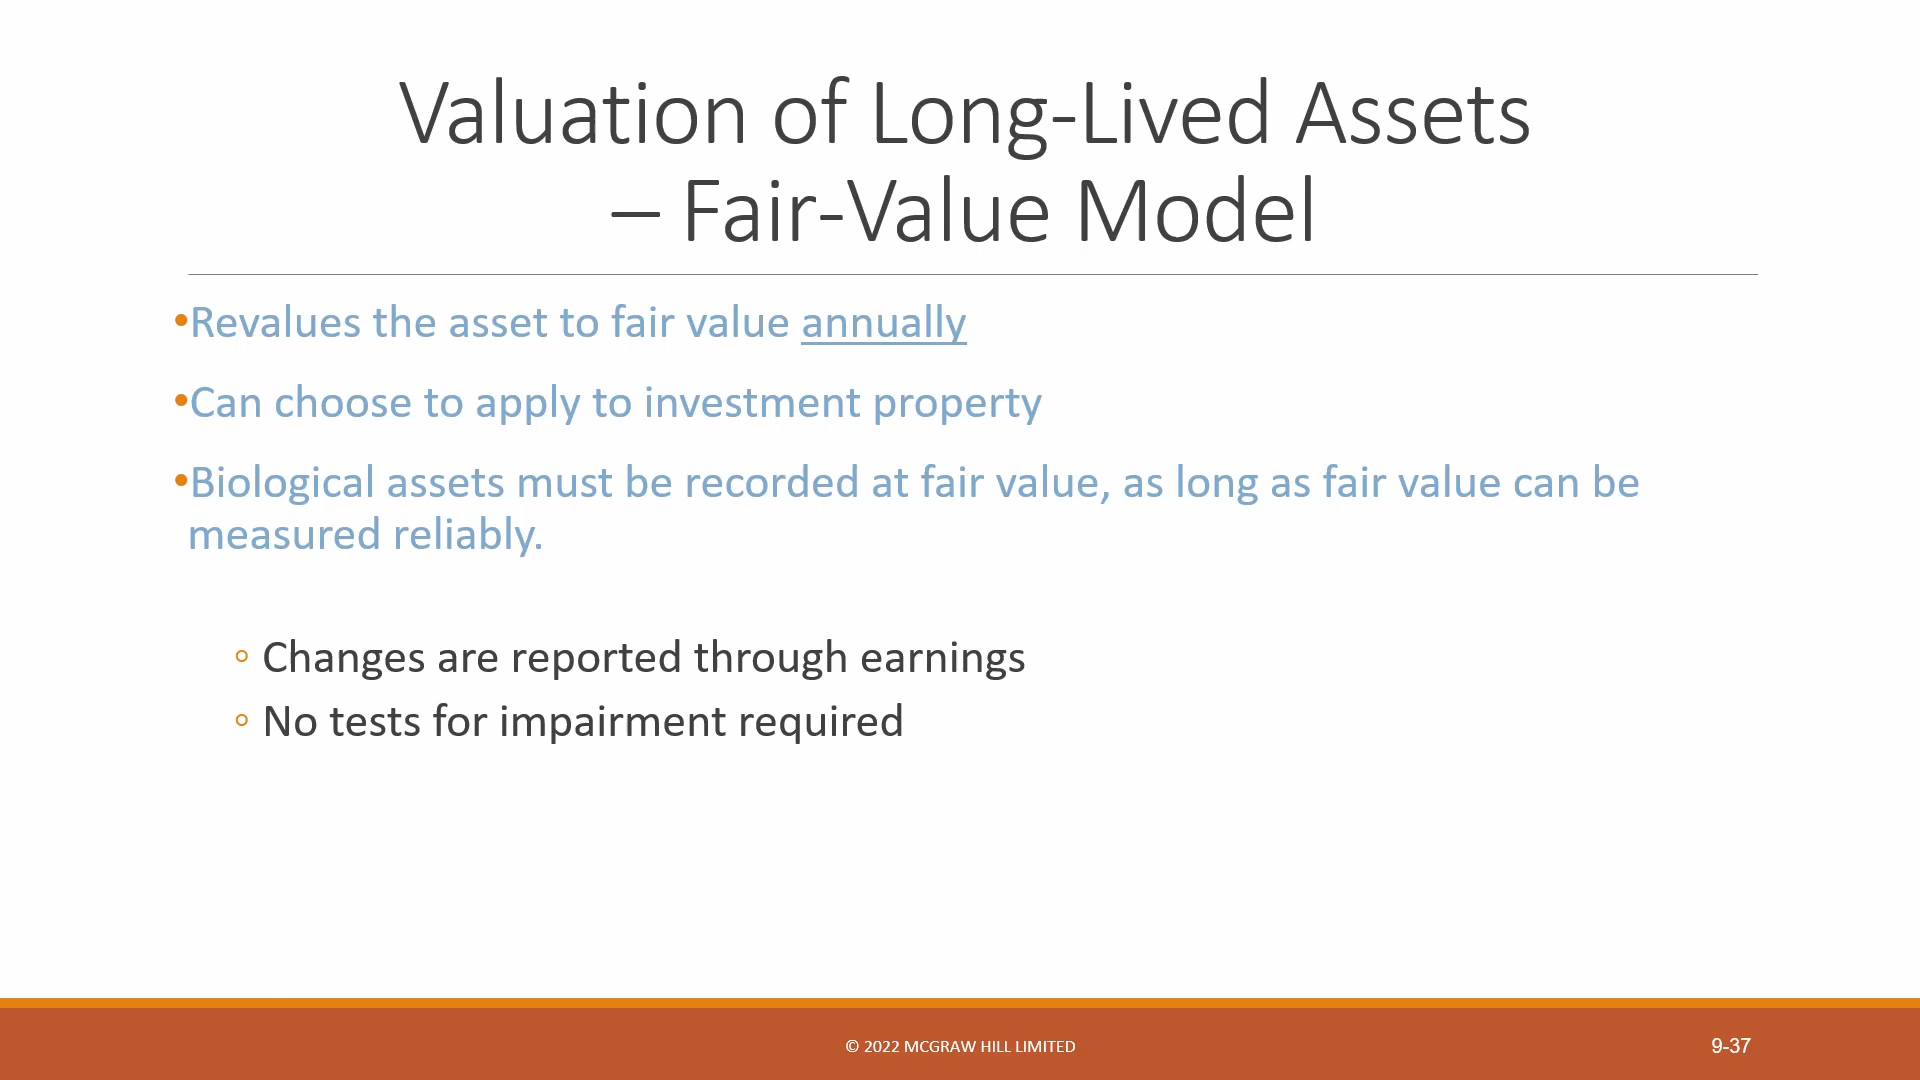 Valuation of Long-Lived Assets
– Fair-Value Model
•Revalues the asset to fair value annually
•Can choose to apply to investment property
•Biological assets must be recorded at fair value, as long as fair value can be
measured reliably.
◦ Changes are reported through earnings
◦ No tests for impairment required
© 2022 MCGRAW HILL LIMITED
9-37